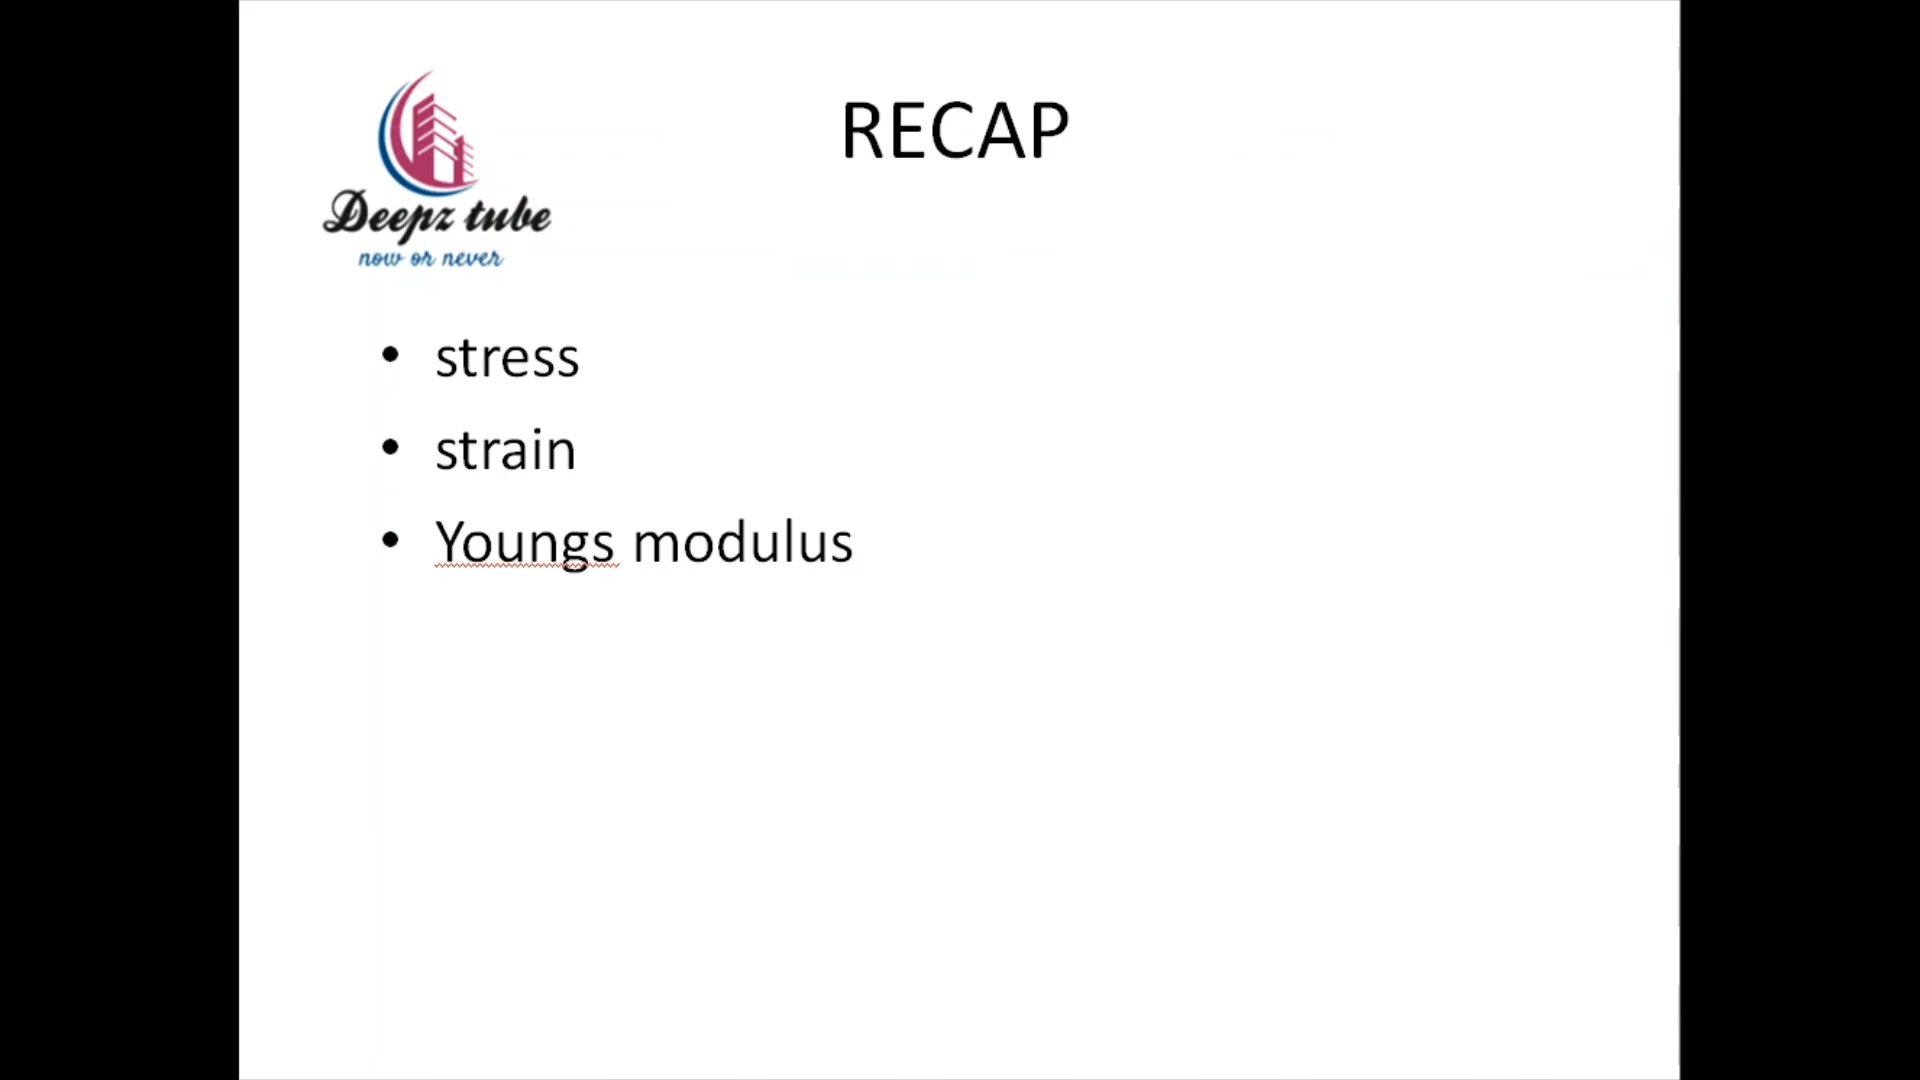 RECAP
Deepz tube
now or never
• stress
• strain
• Youngs modulus